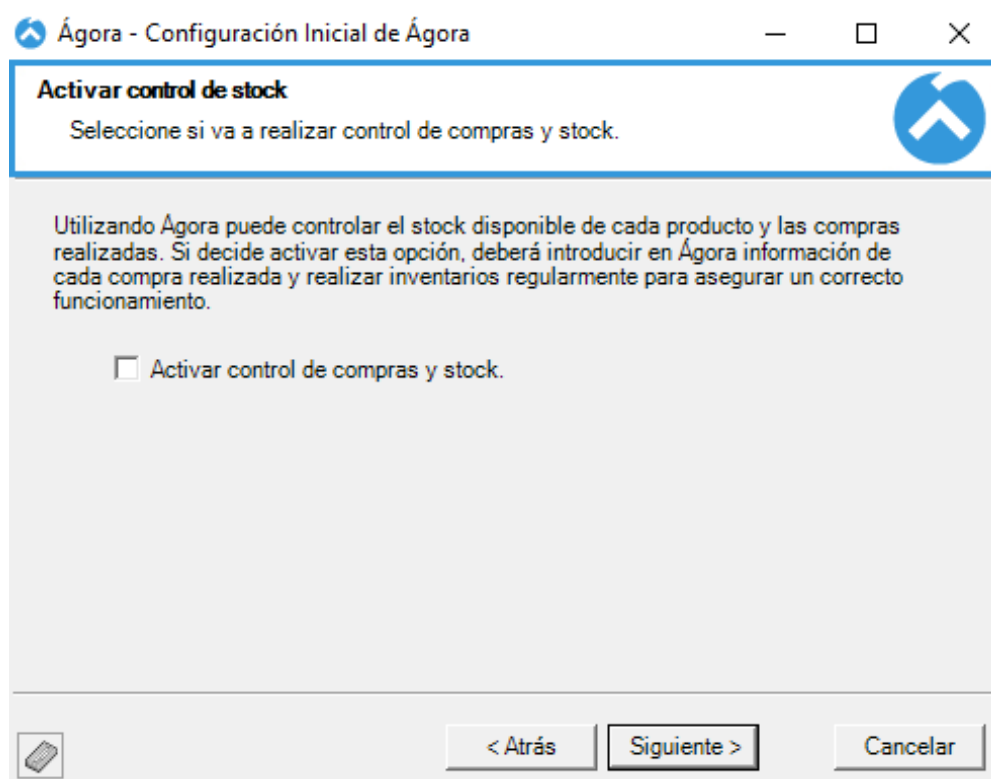 Ágora - Configuración Inicial de Ágora
Activar control de stock
Seleccione si va a realizar control de compras y stock.
Utilizando Ágora puede controlar el stock disponible de cada producto y las compras
realizadas. Si decide activar esta opción, deberá introducir en Ágora información de
cada compra realizada y realizar inventarios regularmente para asegurar un correcto
funcionamiento.
Activar control de compras y stock.
< Atrás
Siguiente >
Cancelar